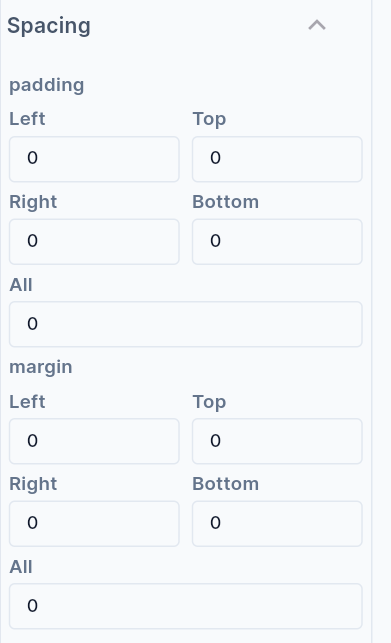 Spacing
padding
Left Top
0 0
Right Bottom
0 0
All
0
margin
Left Top
0 0
Right Bottom
0 0
All
0